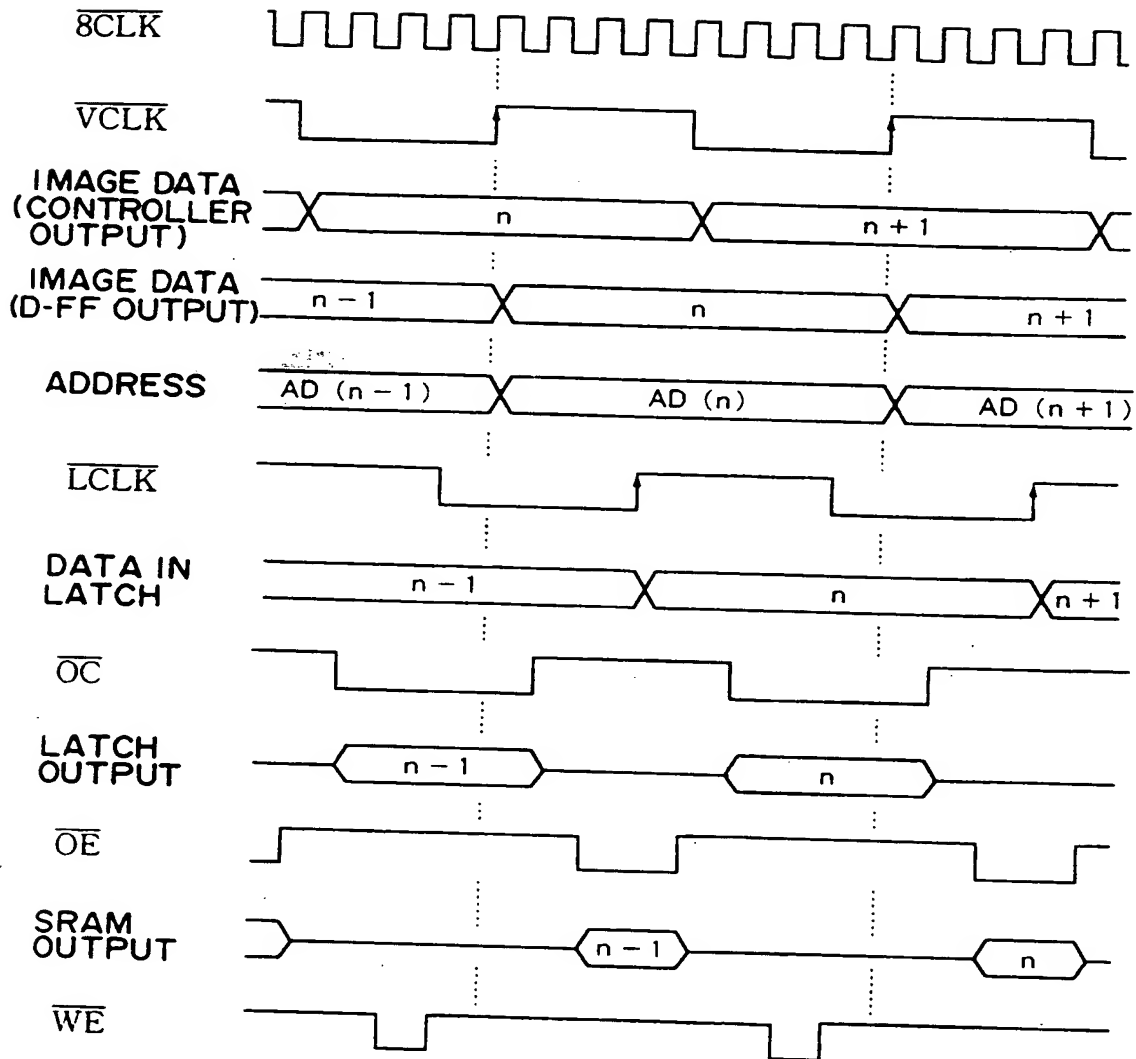 8CLK
VCLK
IMAGE DATA
(CONTROLLER
OUTPUT)
n
n + 1
IMAGE DATA
(D-FF OUTPUT)
n - 1
n
n + 1
ADDRESS
AD (n - 1)
AD (n)
AD (n + 1)
LCLK
DATA IN
LATCH
n - 1
n
n + 1
OC
LATCH
OUTPUT
n - 1
n
OE
SRAM
OUTPUT
n - 1
n
WE